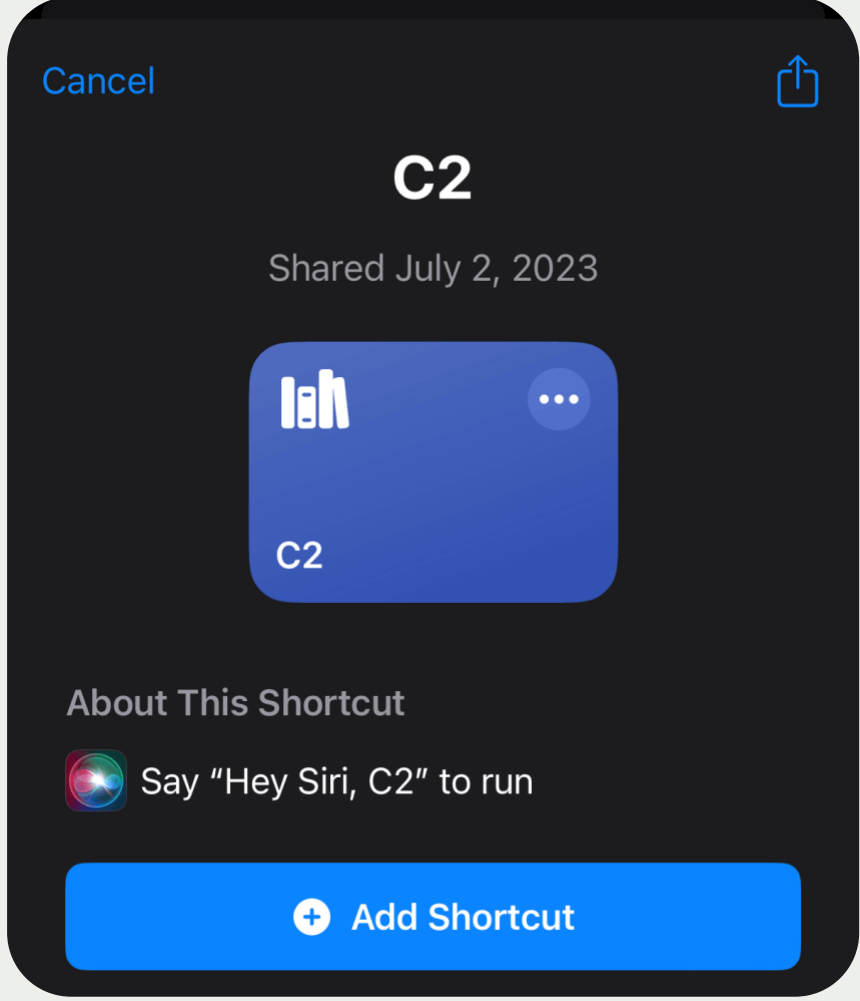 Cancel
C2
Shared July 2, 2023
C2
About This Shortcut
Say “Hey Siri, C2” to run
Add Shortcut